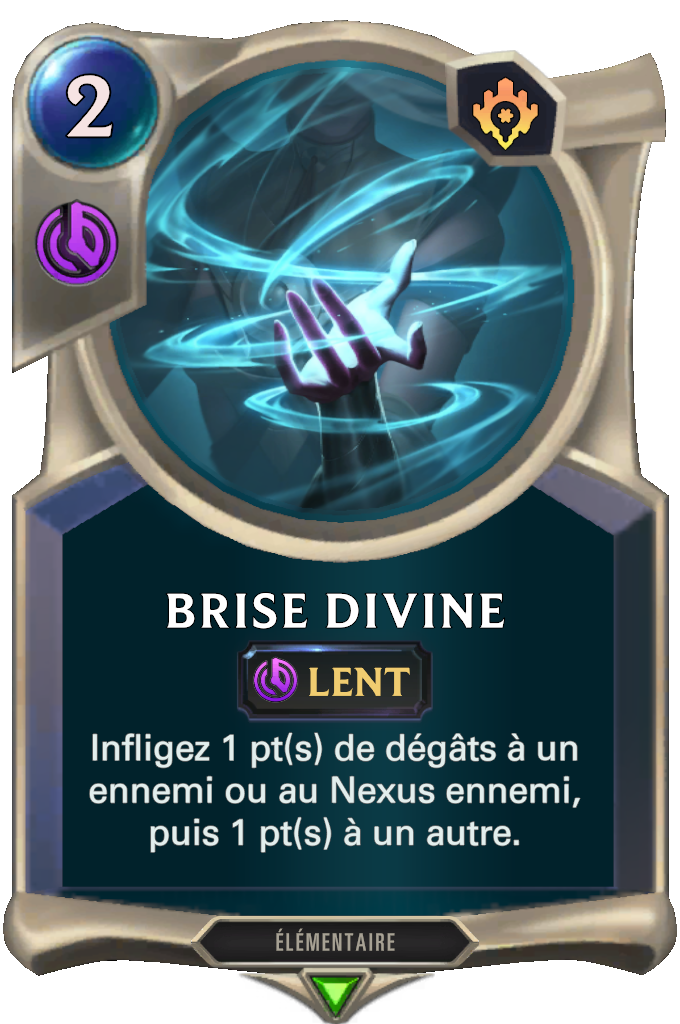 2
BRISE DIVINE
LENT
Infligez 1 pt(s) de dégâts à un
ennemi ou au Nexus ennemi,
puis 1 pt(s) à un autre.
ÉLÉMENTAIRE